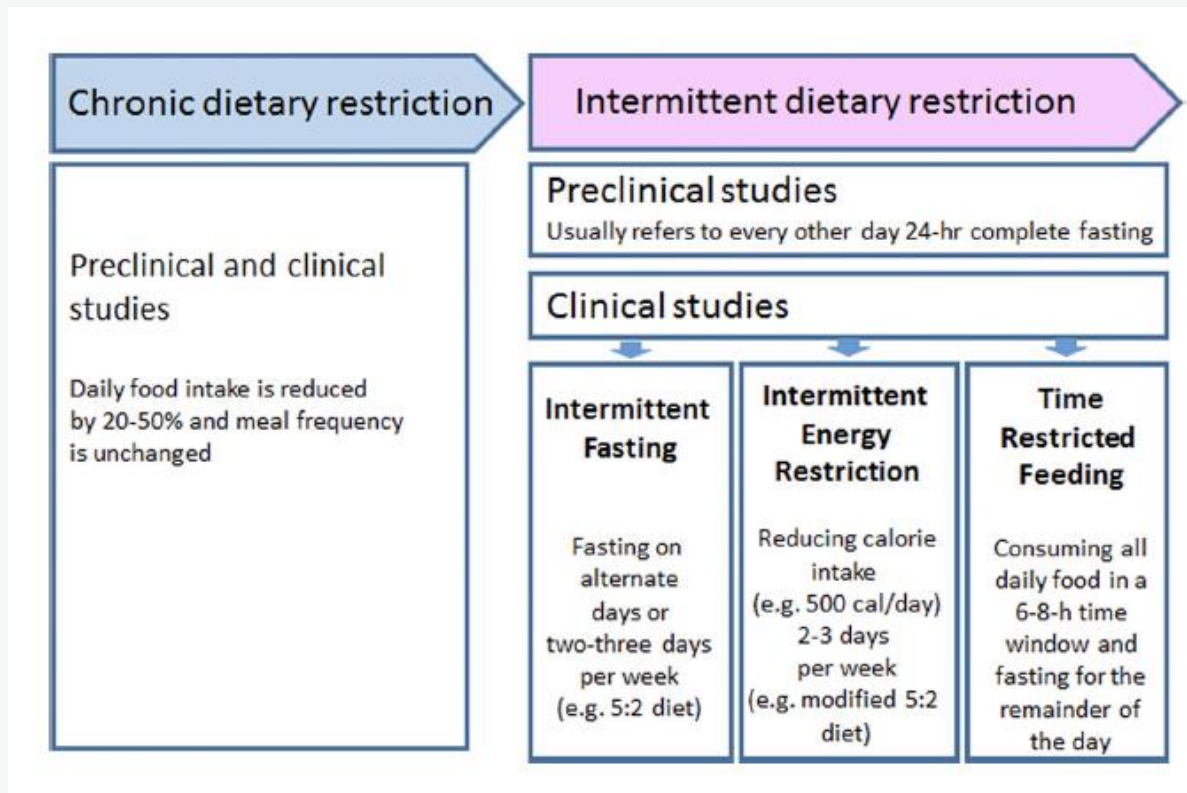 Chronic dietary restriction
Intermittent dietary restriction
Preclinical and clinical
studies
Daily food intake is reduced
by 20-50% and meal frequency
is unchanged
Preclinical studies
Usually refers to every other day 24-hr complete fasting
Clinical studies
Intermittent
Fasting
Fasting on
alternate
days or
two-three days
per week
(e.g. 5:2 diet)
Intermittent
Energy
Restriction
Reducing calorie
intake
(e.g. 500 cal/day)
2-3 days
per week
(e.g. modified 5:2
diet)
Time
Restricted
Feeding
Consuming all
daily food in a
6-8-h time
window and
fasting for the
remainder of
the day